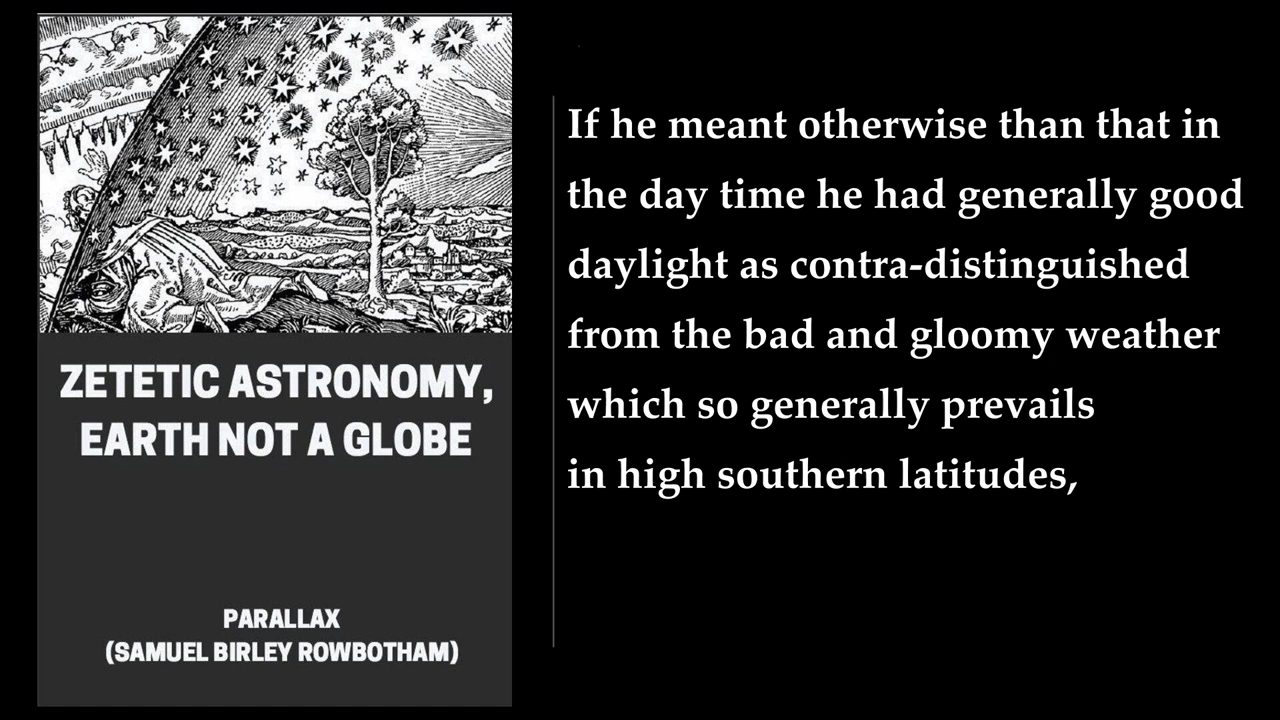 ZETETIC ASTRONOMY,
EARTH NOT A GLOBE
PARALLAX
(SAMUEL BIRLEY ROWBOTHAM)
If he meant otherwise than that in
the day time he had generally good
daylight as contra-distinguished
from the bad and gloomy weather
which so generally prevails
in high southern latitudes,